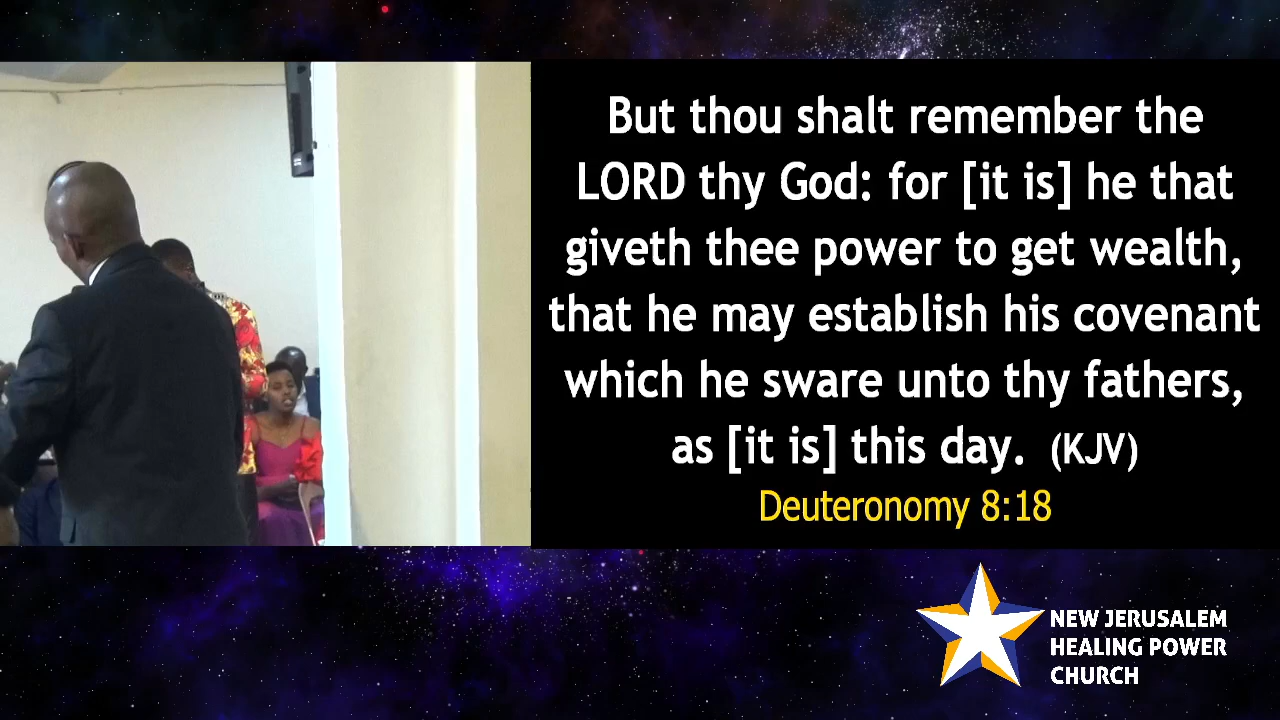 But thou shalt remember the
LORD thy God: for [it is] he that
giveth thee power to get wealth,
that he may establish his covenant
which he sware unto thy fathers,
as [it is] this day. (KJV)
Deuteronomy 8:18
NEW JERUSALEM
HEALING POWER
CHURCH